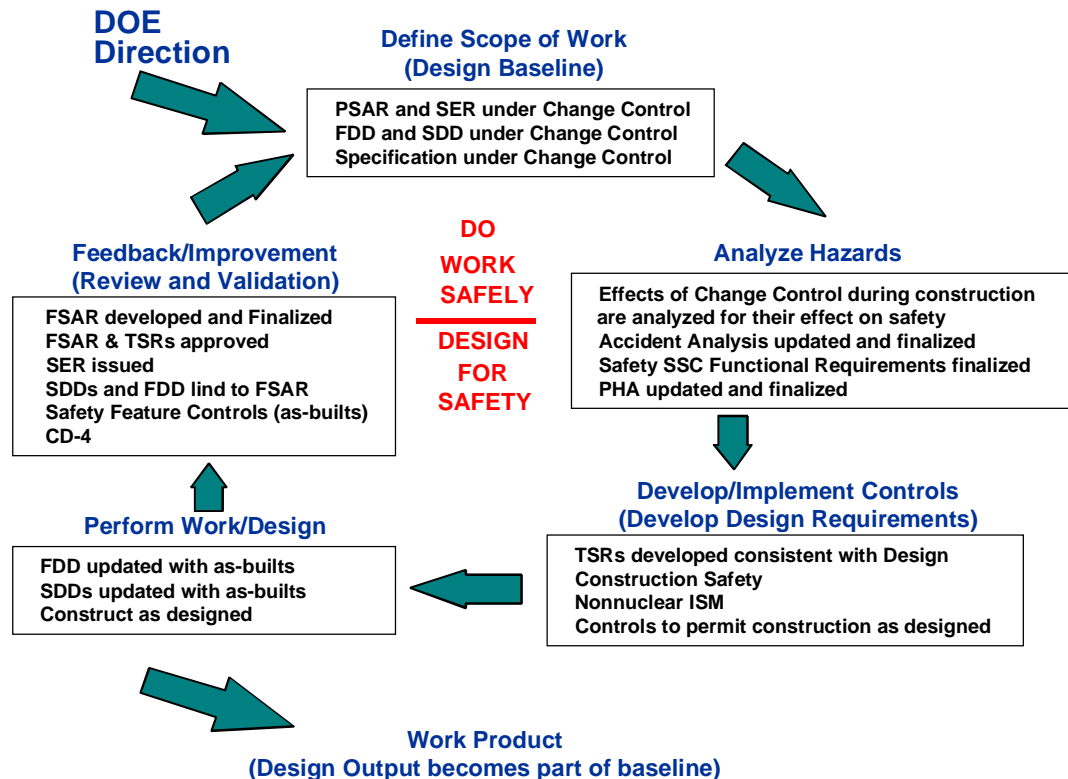 DOE
Direction
Define Scope of Work
(Design Baseline)
PSAR and SER under Change Control
FDD and SDD under Change Control
Specification under Change Control
DO
WORK
SAFELY
DESIGN
FOR
SAFETY
Analyze Hazards
Effects of Change Control during construction
are analyzed for their effect on safety
Accident Analysis updated and finalized
Safety SSC Functional Requirements finalized
PHA updated and finalized
Develop/Implement Controls
(Develop Design Requirements)
TSRs developed consistent with Design
Construction Safety
Nonnuclear ISM
Controls to permit construction as designed
Perform Work/Design
FDD updated with as-builts
SDDs updated with as-builts
Construct as designed
Feedback/Improvement
(Review and Validation)
FSAR developed and Finalized
FSAR & TSRs approved
SER issued
SDDs and FDD lind to FSAR
Safety Feature Controls (as-builts)
CD-4
Work Product
(Design Output becomes part of baseline)